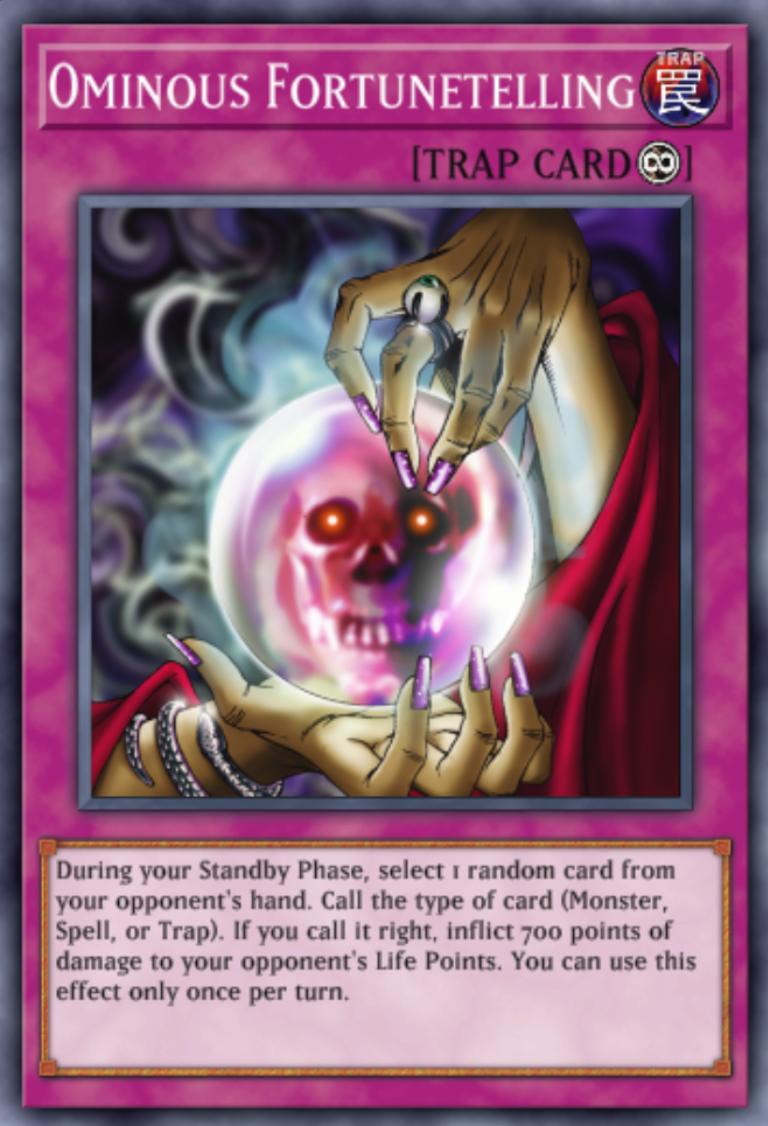 Ominous Fortunetelling
TRAP
罠
[TRAP CARD]
During your Standby Phase, select 1 random card from
your opponent's hand. Call the type of card (Monster,
Spell, or Trap). If you call it right, inflict 700 points of
damage to your opponent's Life Points. You can use this
effect only once per turn.